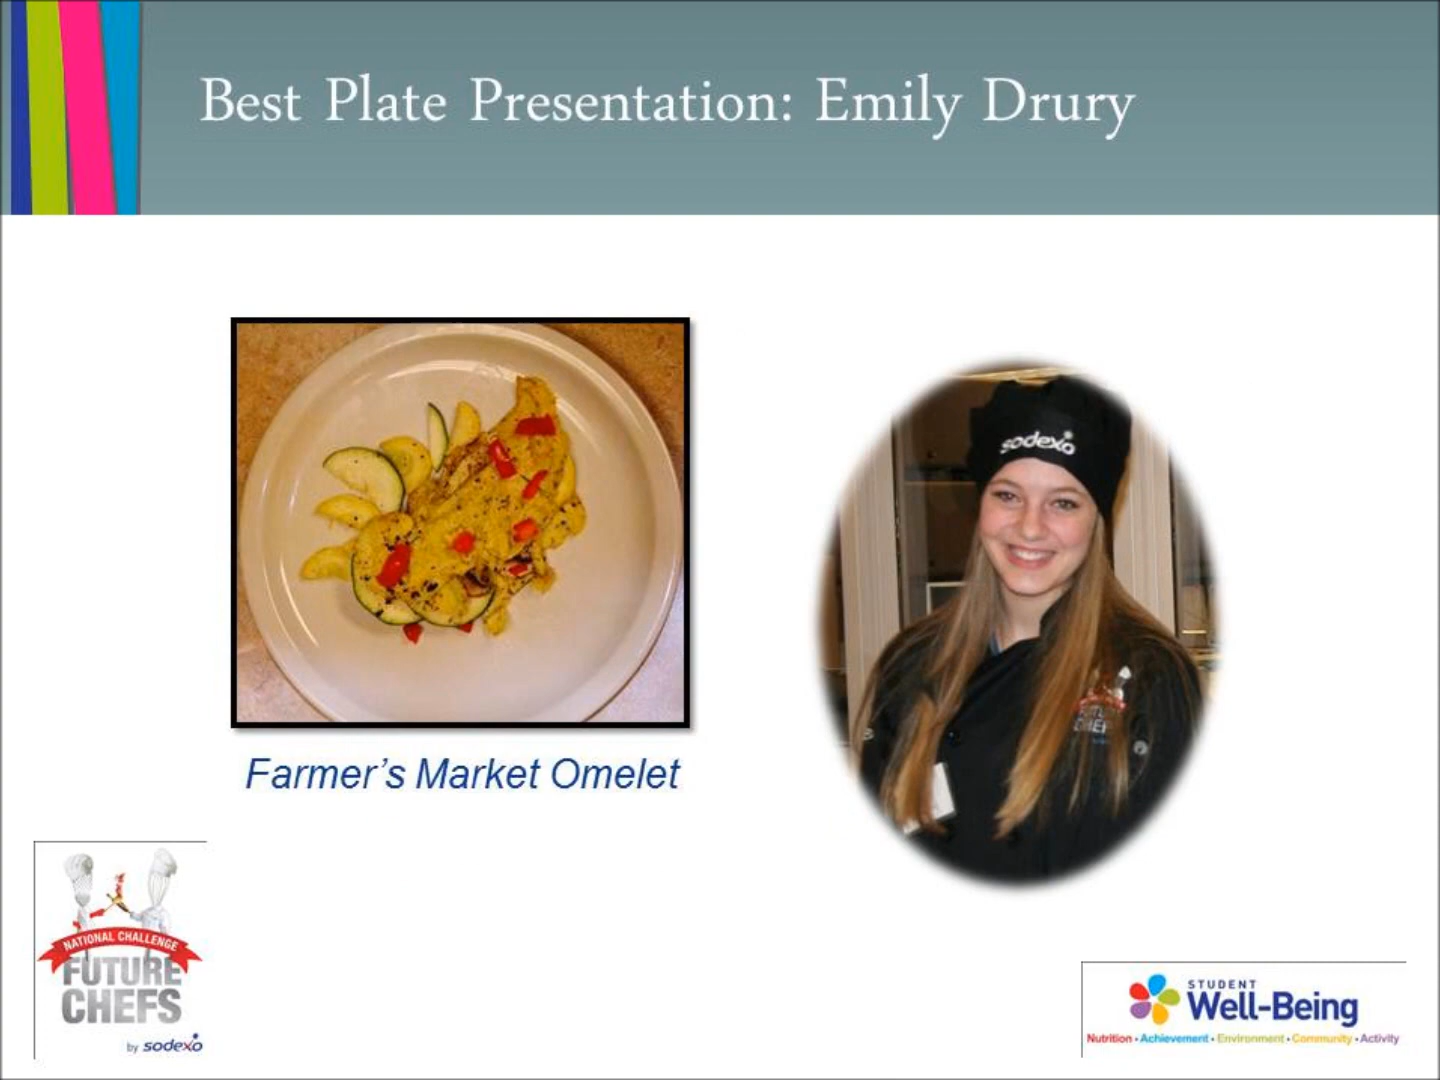 Best Plate Presentation: Emily Drury
sodexo
Farmer's Market Omelet
NATIONAL CHALLENGE
FUTURE
CHEFS
by sodexo
STUDENT
Well-Being
Nutrition • Achievement • Environment • Community • Activity